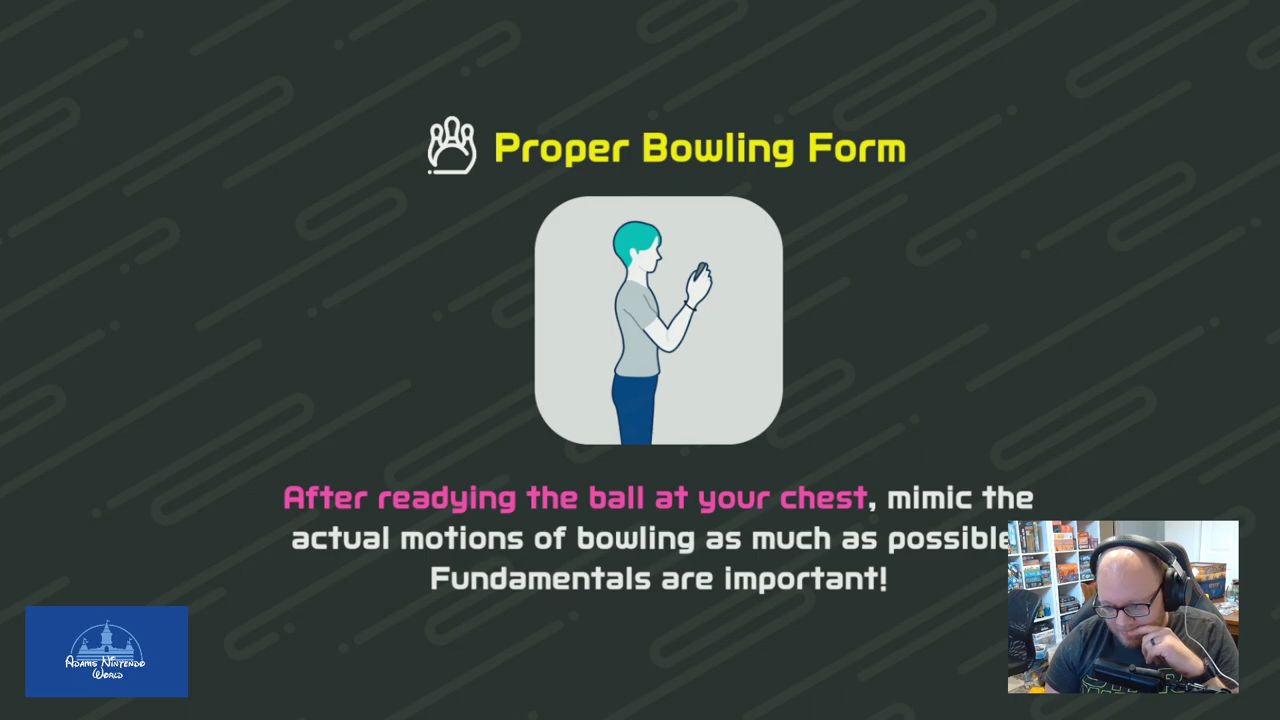 Proper Bowling Form
After readying the ball at your chest, mimic the
actual motions of bowling as much as possible
Fundamentals are important!
Adams Nintendo
World